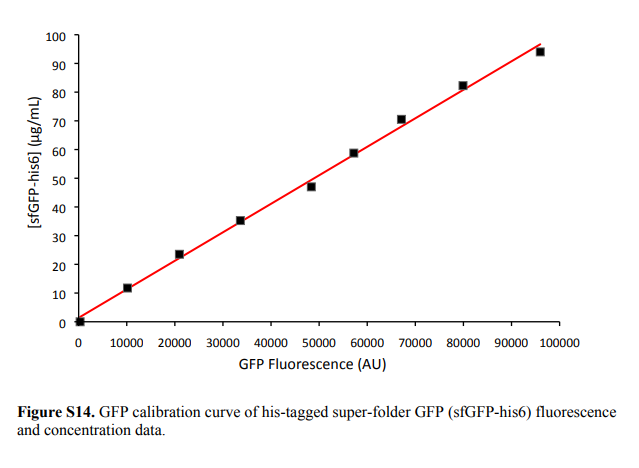 100
90
80
70
60
50
40
30
20
10
0
[sfGFP-his6] (µg/mL)
0 10000 20000 30000 40000 50000 60000 70000 80000 90000 100000
GFP Fluorescence (AU)
Figure S14. GFP calibration curve of his-tagged super-folder GFP (sfGFP-his6) fluorescence
and concentration data.